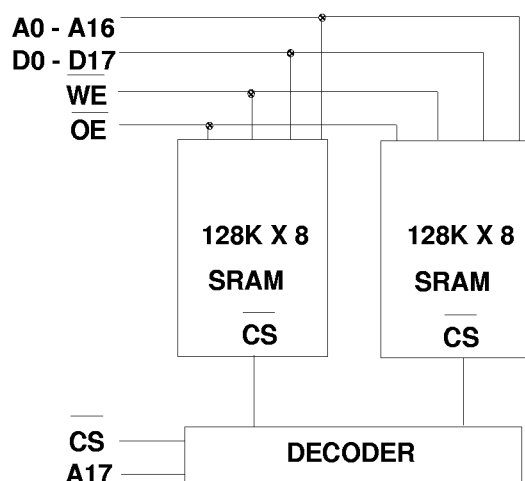 A0 - A16
D0 - D17
WE
OE
128K X 8
SRAM
CS
128K X 8
SRAM
CS
CS
A17
DECODER